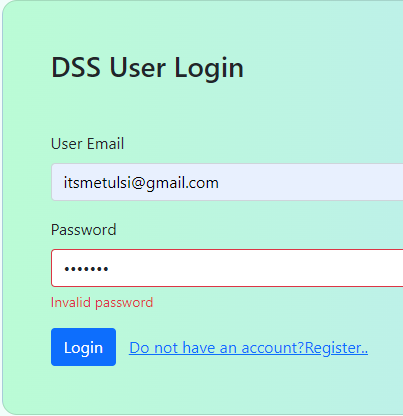 DSS User Login
User Email
itsmetulsi@gmail.com
Password
•••••••
Invalid password
Login Do not have an account?Register..